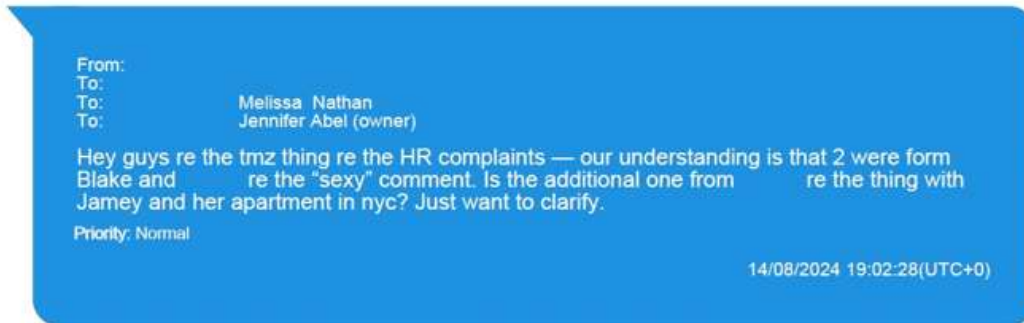 From:
To:
To: Melissa Nathan
To: Jennifer Abel (owner)
Hey guys re the tmz thing re the HR complaints — our understanding is that 2 were form
Blake and re the “sexy” comment. Is the additional one from re the thing with
Jamey and her apartment in nyc? Just want to clarify.
Priority: Normal
14/08/2024 19:02:28(UTC+0)